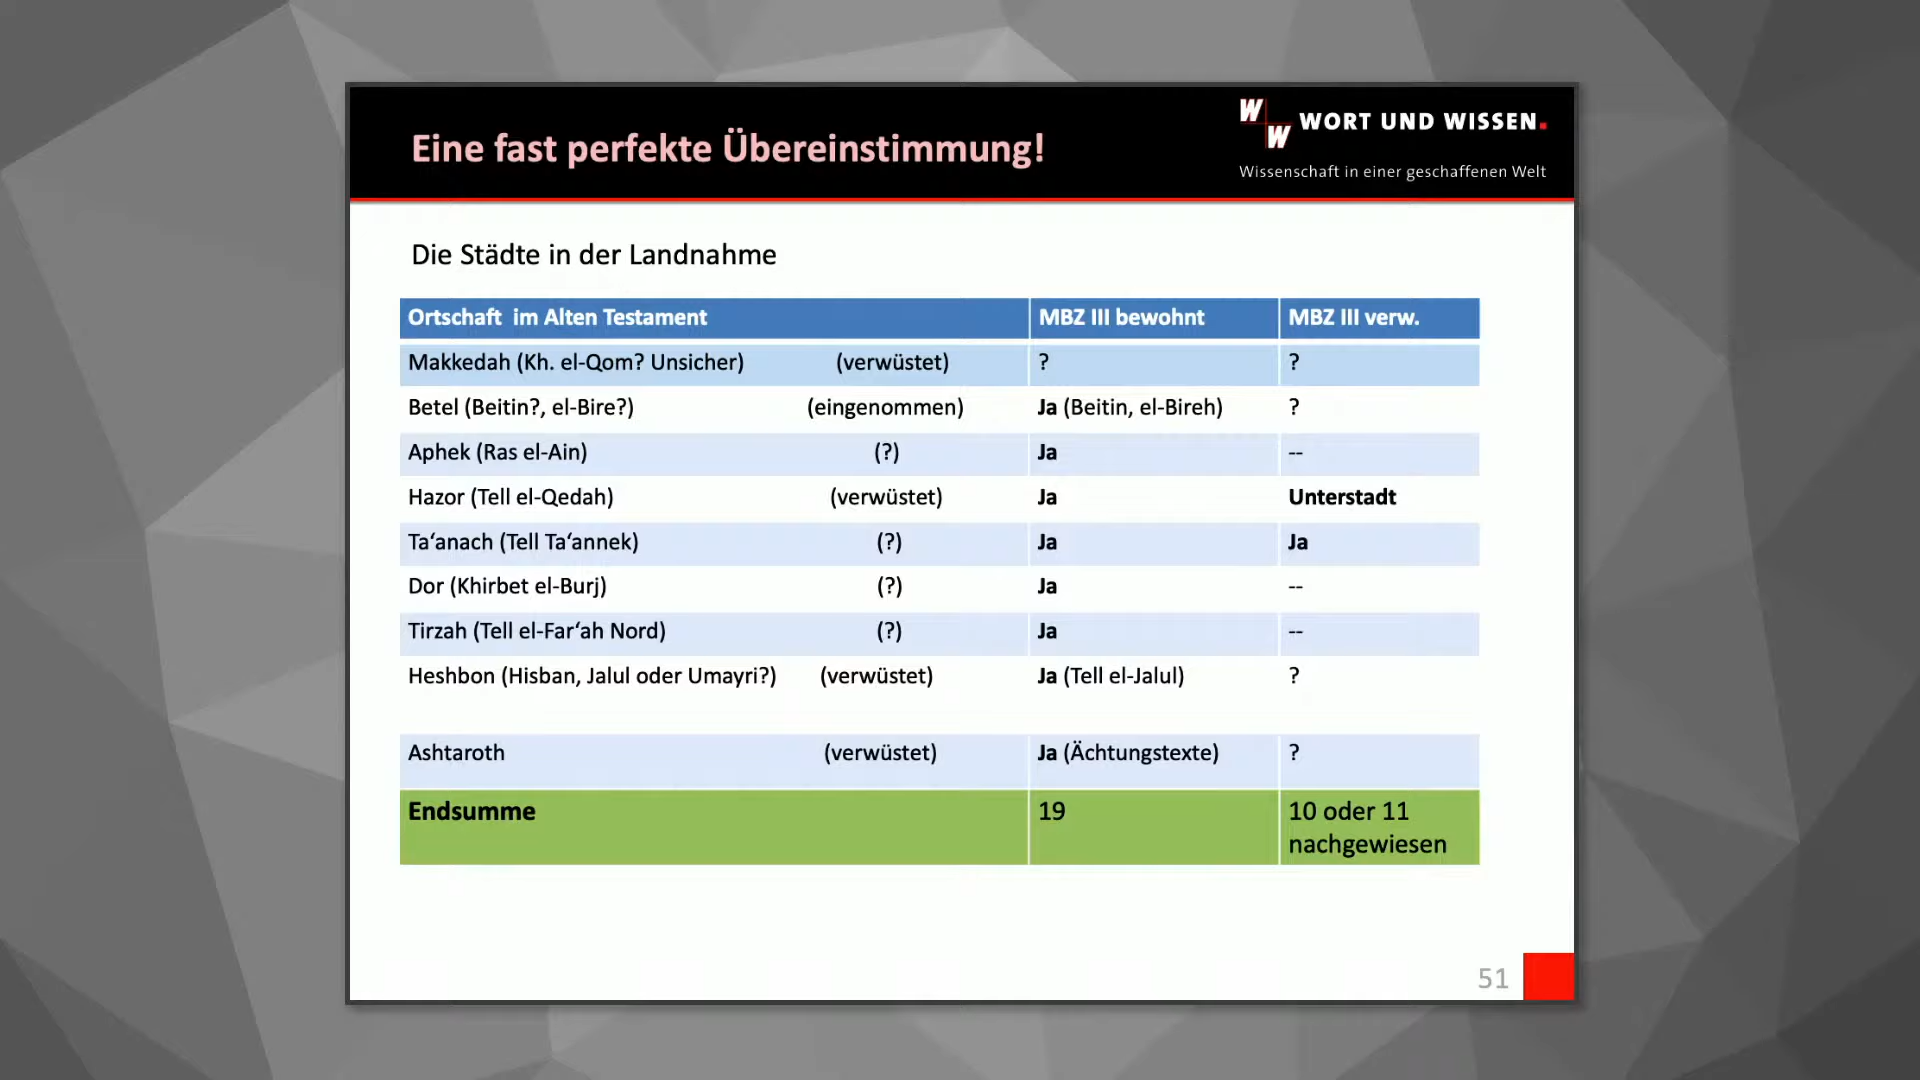 Eine fast perfekte Übereinstimmung!
WW WORT UND WISSEN.
Wissenschaft in einer geschaffenen Welt
Die Städte in der Landnahme
Ortschaft im Alten Testament MBZ III bewohnt MBZ III verw.
Makkedah (Kh. el-Qom? Unsicher) (verwüstet) ? ?
Betel (Beitin?, el-Bire?) (eingenommen) Ja (Beitin, el-Bireh) ?
Aphek (Ras el-Ain) (?) Ja --
Hazor (Tell el-Qedah) (verwüstet) Ja Unterstadt
Ta‘anach (Tell Ta‘annek) (?) Ja Ja
Dor (Khirbet el-Burj) (?) Ja --
Tirzah (Tell el-Far‘ah Nord) (?) Ja --
Heshbon (Hisban, Jalul oder Umayri?) (verwüstet) Ja (Tell el-Jalul) ?
Ashtaroth (verwüstet) Ja (Ächtungstexte) ?
Endsumme 19 10 oder 11
nachgewiesen
51